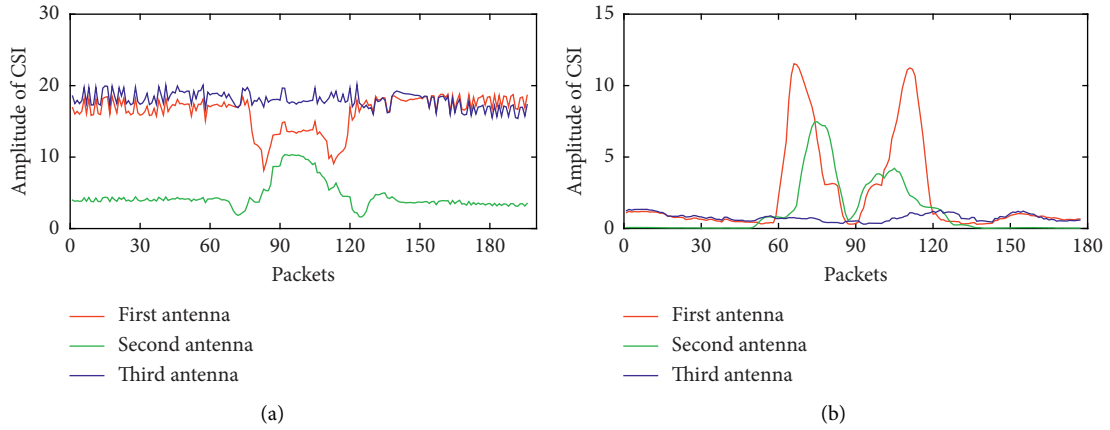 30
20
10
0
Amplitude of CSI
0 30 60 90 120 150 180
Packets
First antenna
Second antenna
Third antenna
(a)
15
10
5
0
Amplitude of CSI
0 30 60 90 120 150 180
Packets
First antenna
Second antenna
Third antenna
(b)